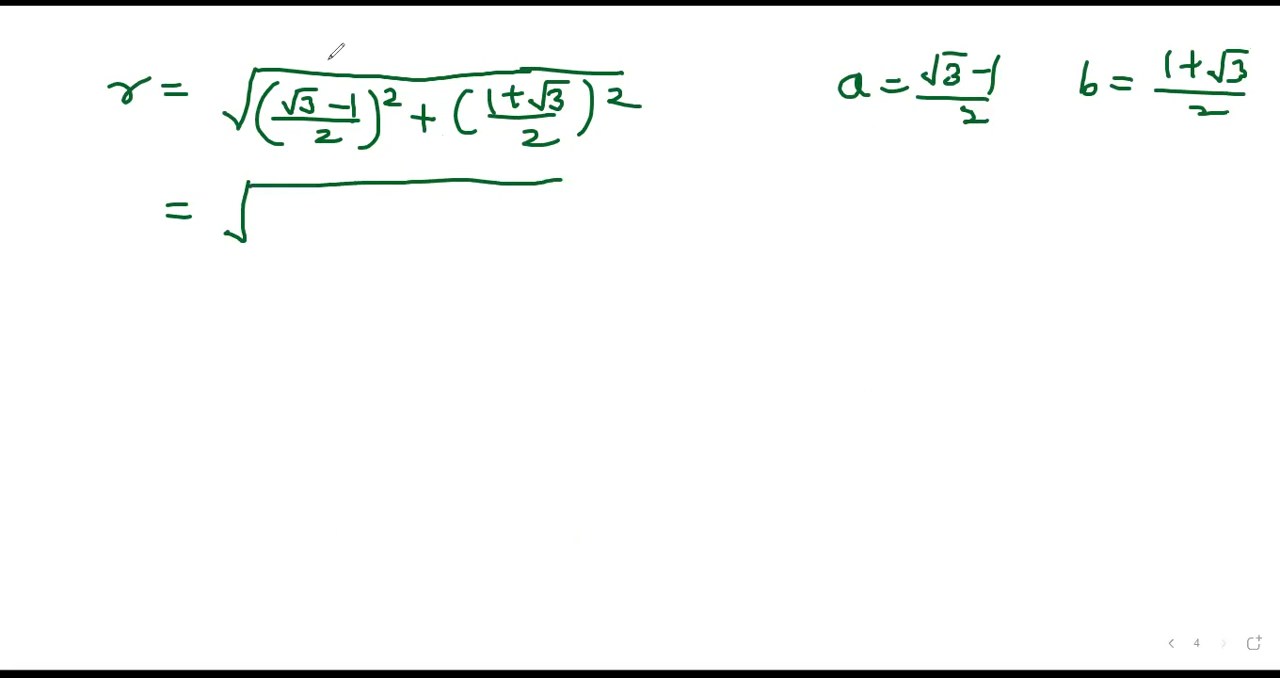 r = √((√3 -1)/2)² + ((1+√3)/2)² a = (√3 -1)/2 b = (1+√3)/2
= √
4